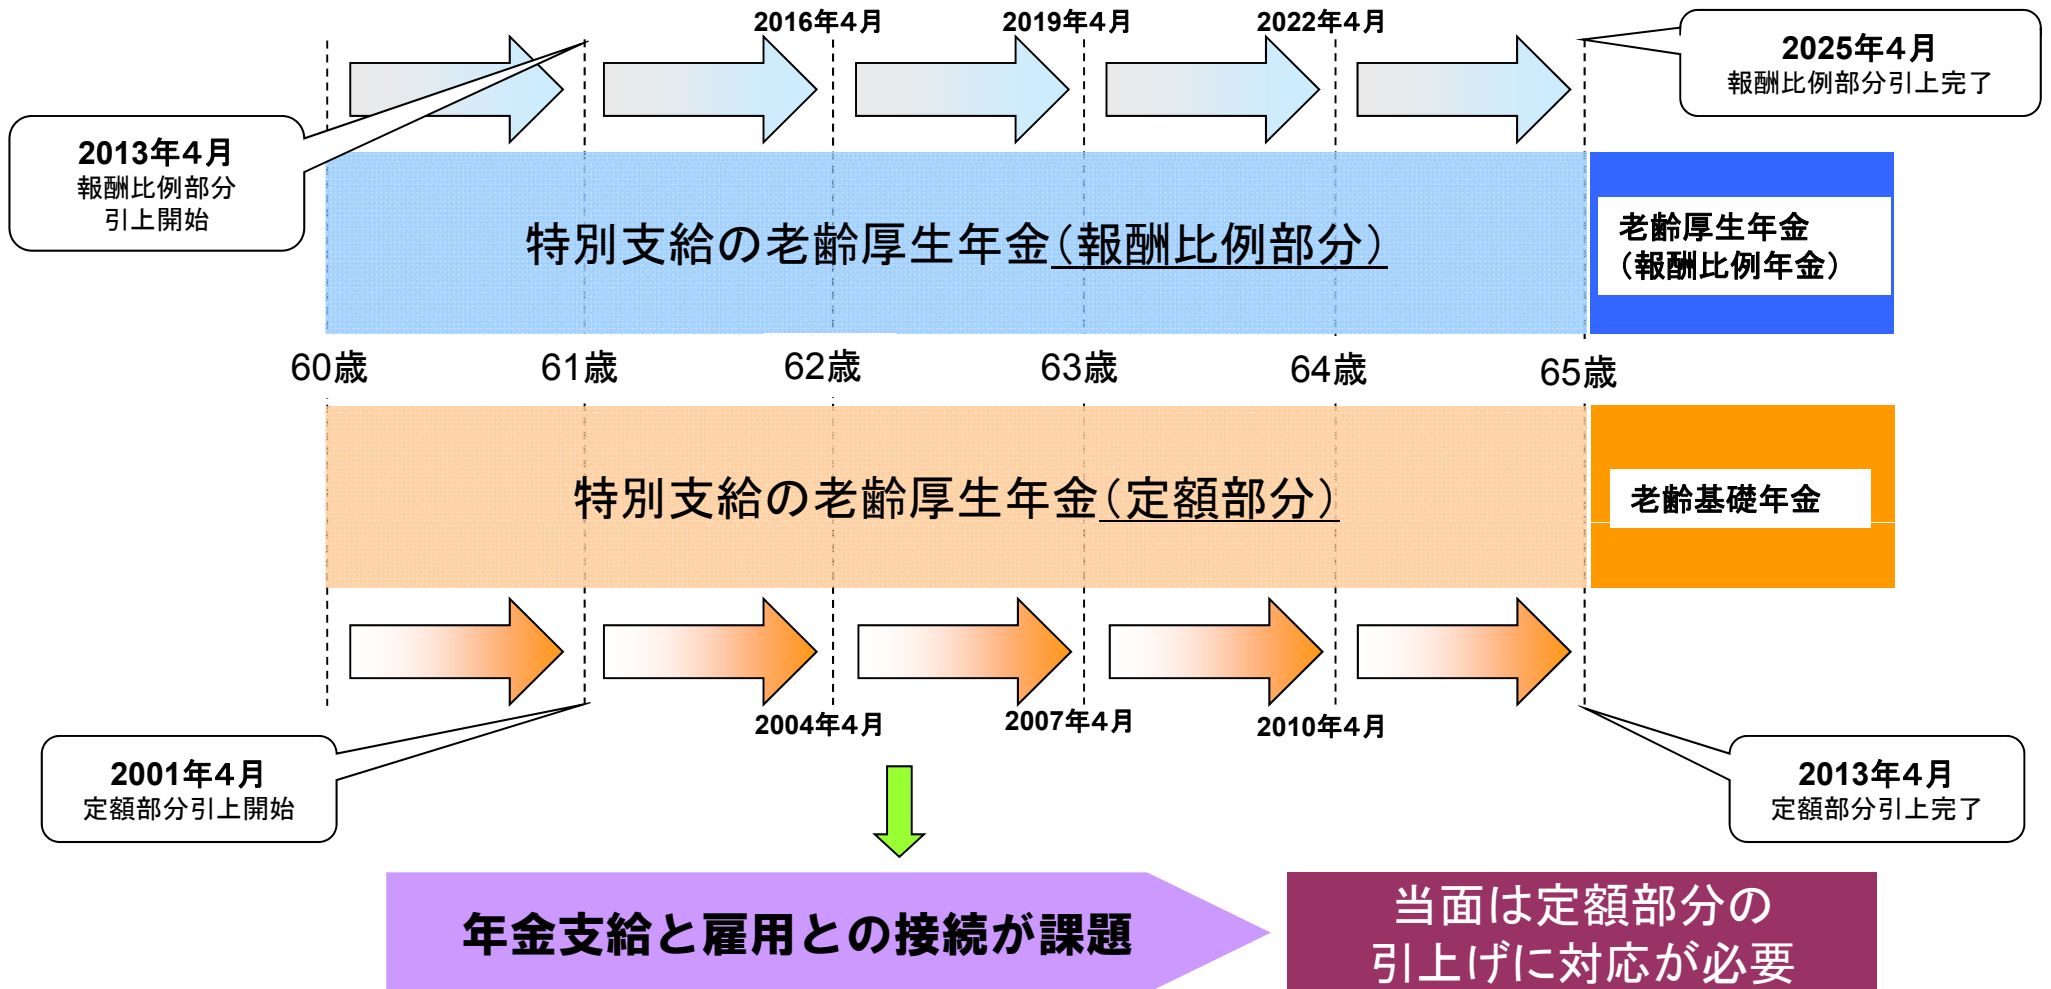 2016年4月
2019年4月
2022年4月
2025年4月
報酬比例部分引上完了
2013年4月
報酬比例部分
引上開始
特別支給の老齢厚生年金(報酬比例部分)
老齢厚生年金
(報酬比例年金)
60歳
61歳
62歳
63歳
64歳
65歳
特別支給の老齢厚生年金(定額部分)
老齢基礎年金
2004年4月
2007年4月
2010年4月
2001年4月
定額部分引上開始
2013年4月
定額部分引上完了
年金支給と雇用との接続が課題
当面は定額部分の
引上げに対応が必要